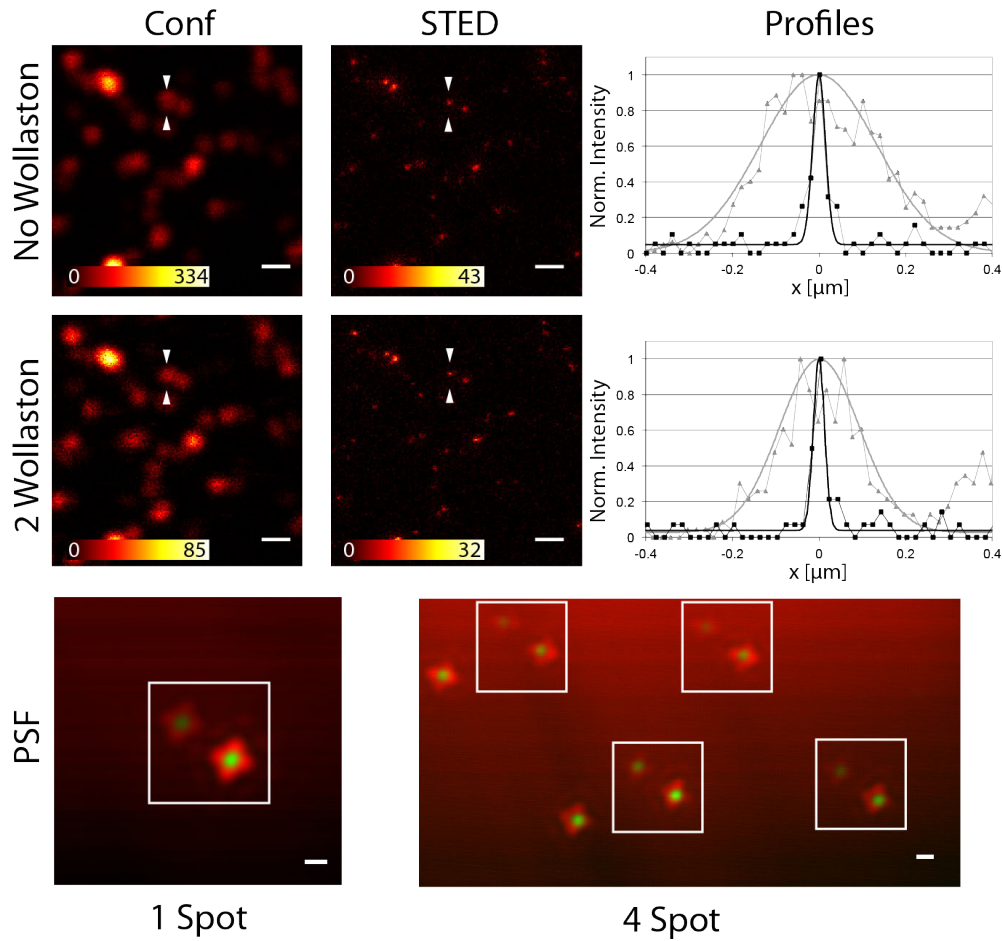 Conf STED Profiles
No Wollaston
0 334
0 43
Norm. Intensity
1
0.8
0.6
0.4
0.2
0
-0.4 -0.2 0 0.2 0.4
x [µm]
2 Wollaston
0 85
0 32
Norm. Intensity
1
0.8
0.6
0.4
0.2
0
-0.4 -0.2 0 0.2 0.4
x [µm]
PSF
1 Spot 4 Spot